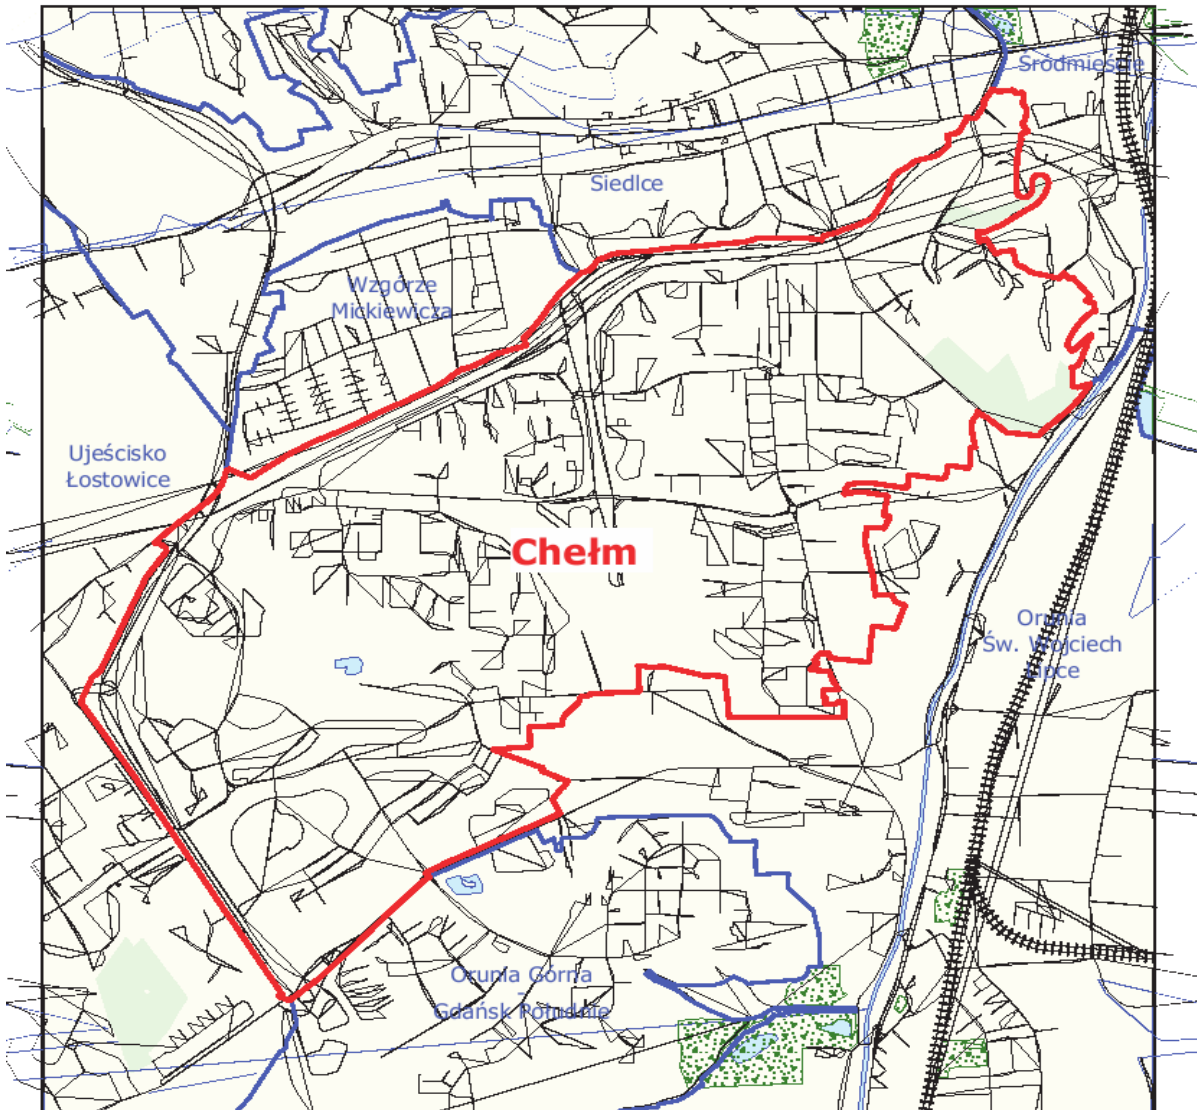 Śródmieście
Siedlce
Wzgórze
Mickiewicza
Ujeścisko
Łostowice
Chełm
Orunia
Św. Wojciech
Lipce
Orunia Górna
-
Gdańsk Południe